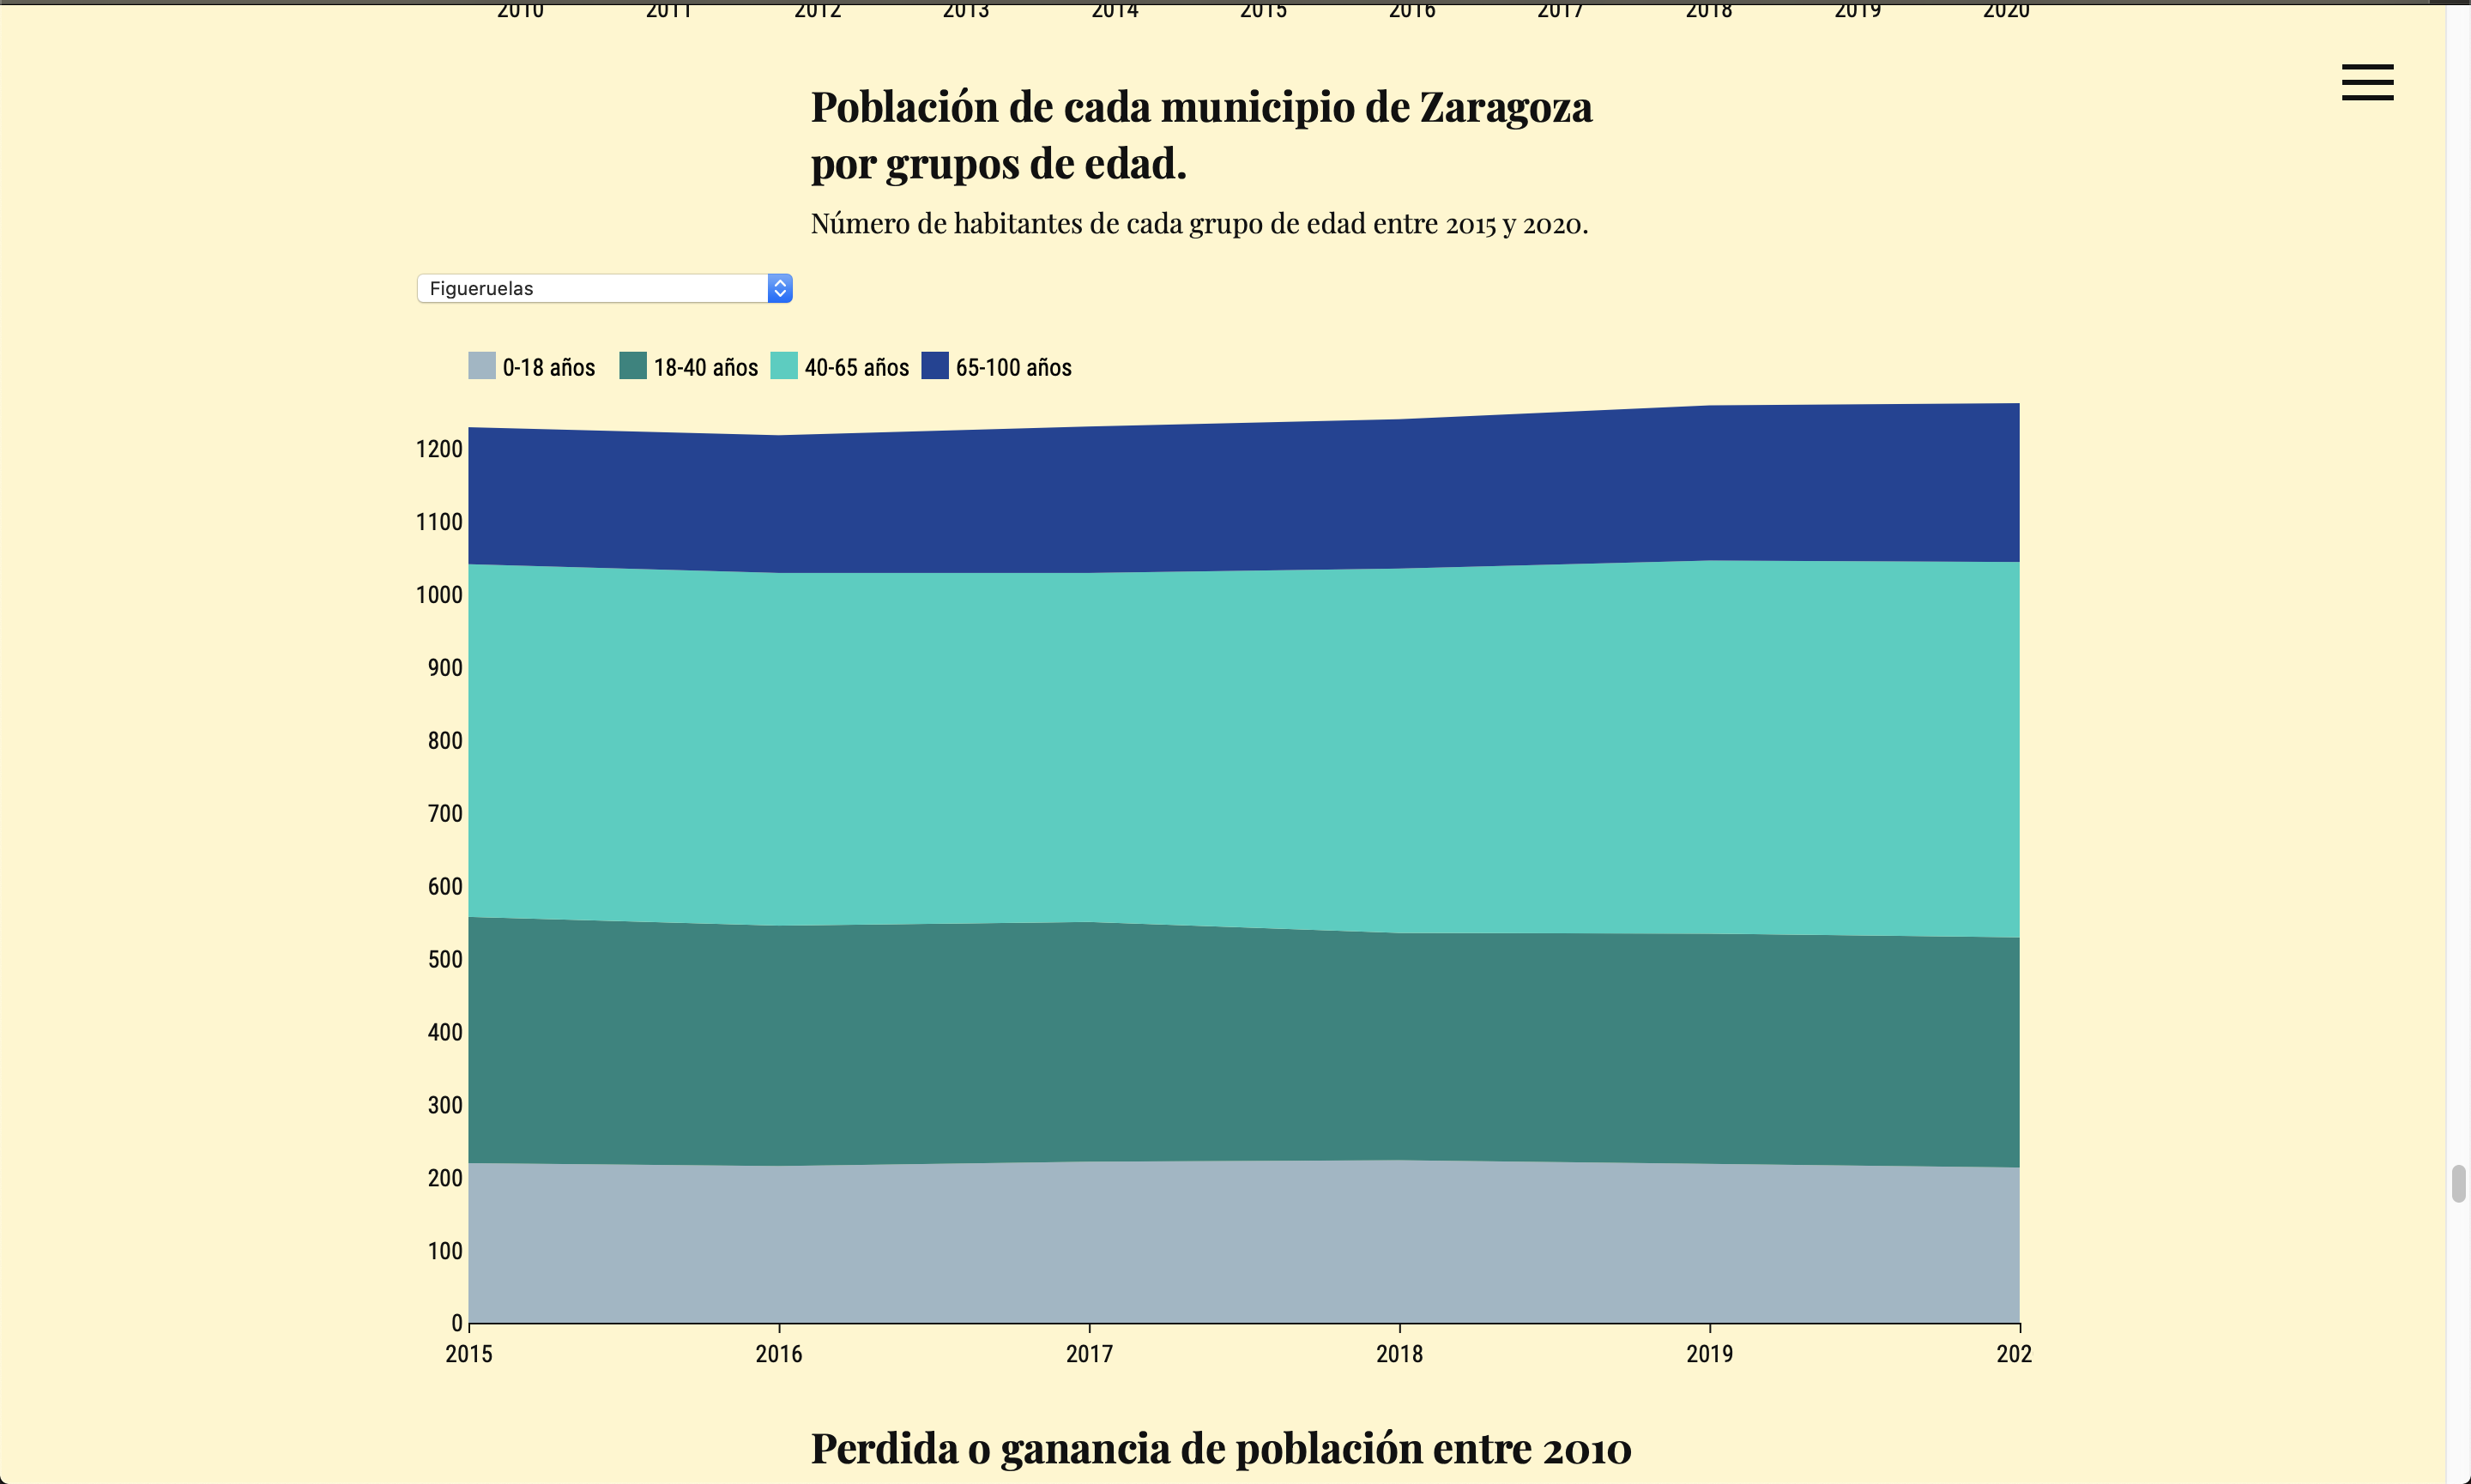 2010 2011 2012 2013 2014 2015 2016 2017 2018 2019 2020
Población de cada municipio de Zaragoza
por grupos de edad.
Número de habitantes de cada grupo de edad entre 2015 y 2020.
Figueruelas
0-18 años 18-40 años 40-65 años 65-100 años
1200
1100
1000
900
800
700
600
500
400
300
200
100
0
2015 2016 2017 2018 2019 202
Perdida o ganancia de población entre 2010